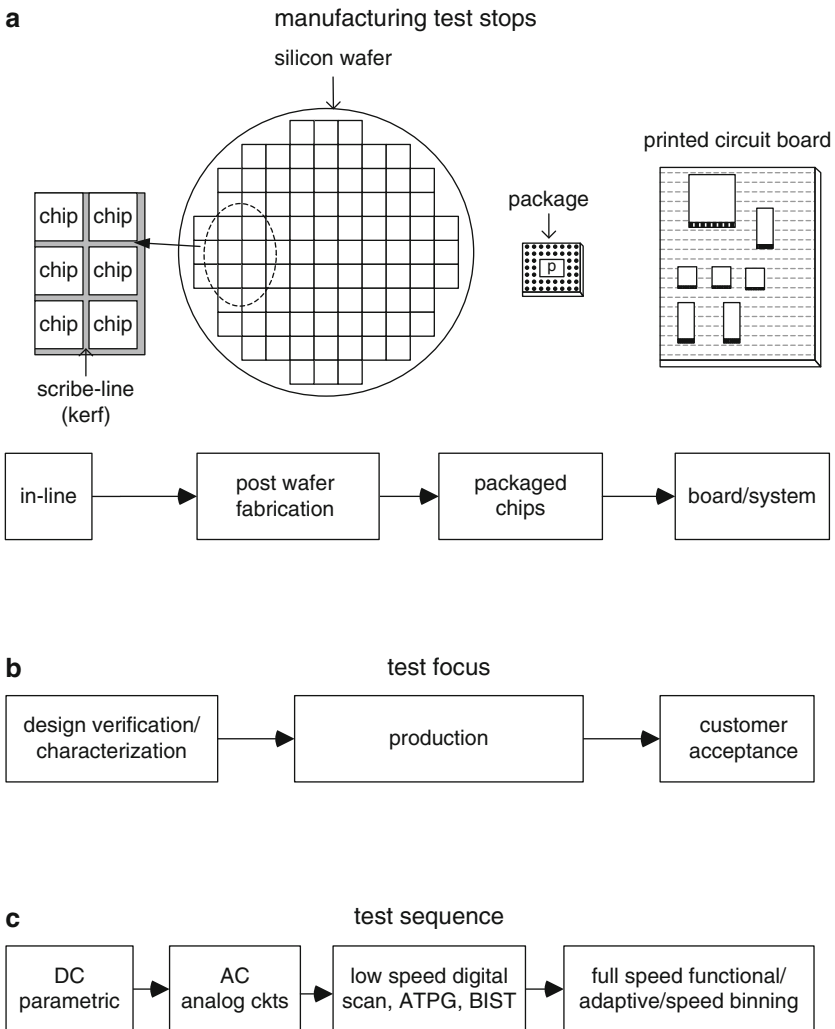 a
manufacturing test stops
silicon wafer
printed circuit board
package
chip chip
chip chip
chip chip
p
scribe-line
(kerf)
in-line
post wafer
fabrication
packaged
chips
board/system
b
test focus
design verification/
characterization
production
customer
acceptance
c
test sequence
DC
parametric
AC
analog ckts
low speed digital
scan, ATPG, BIST
full speed functional/
adaptive/speed binning